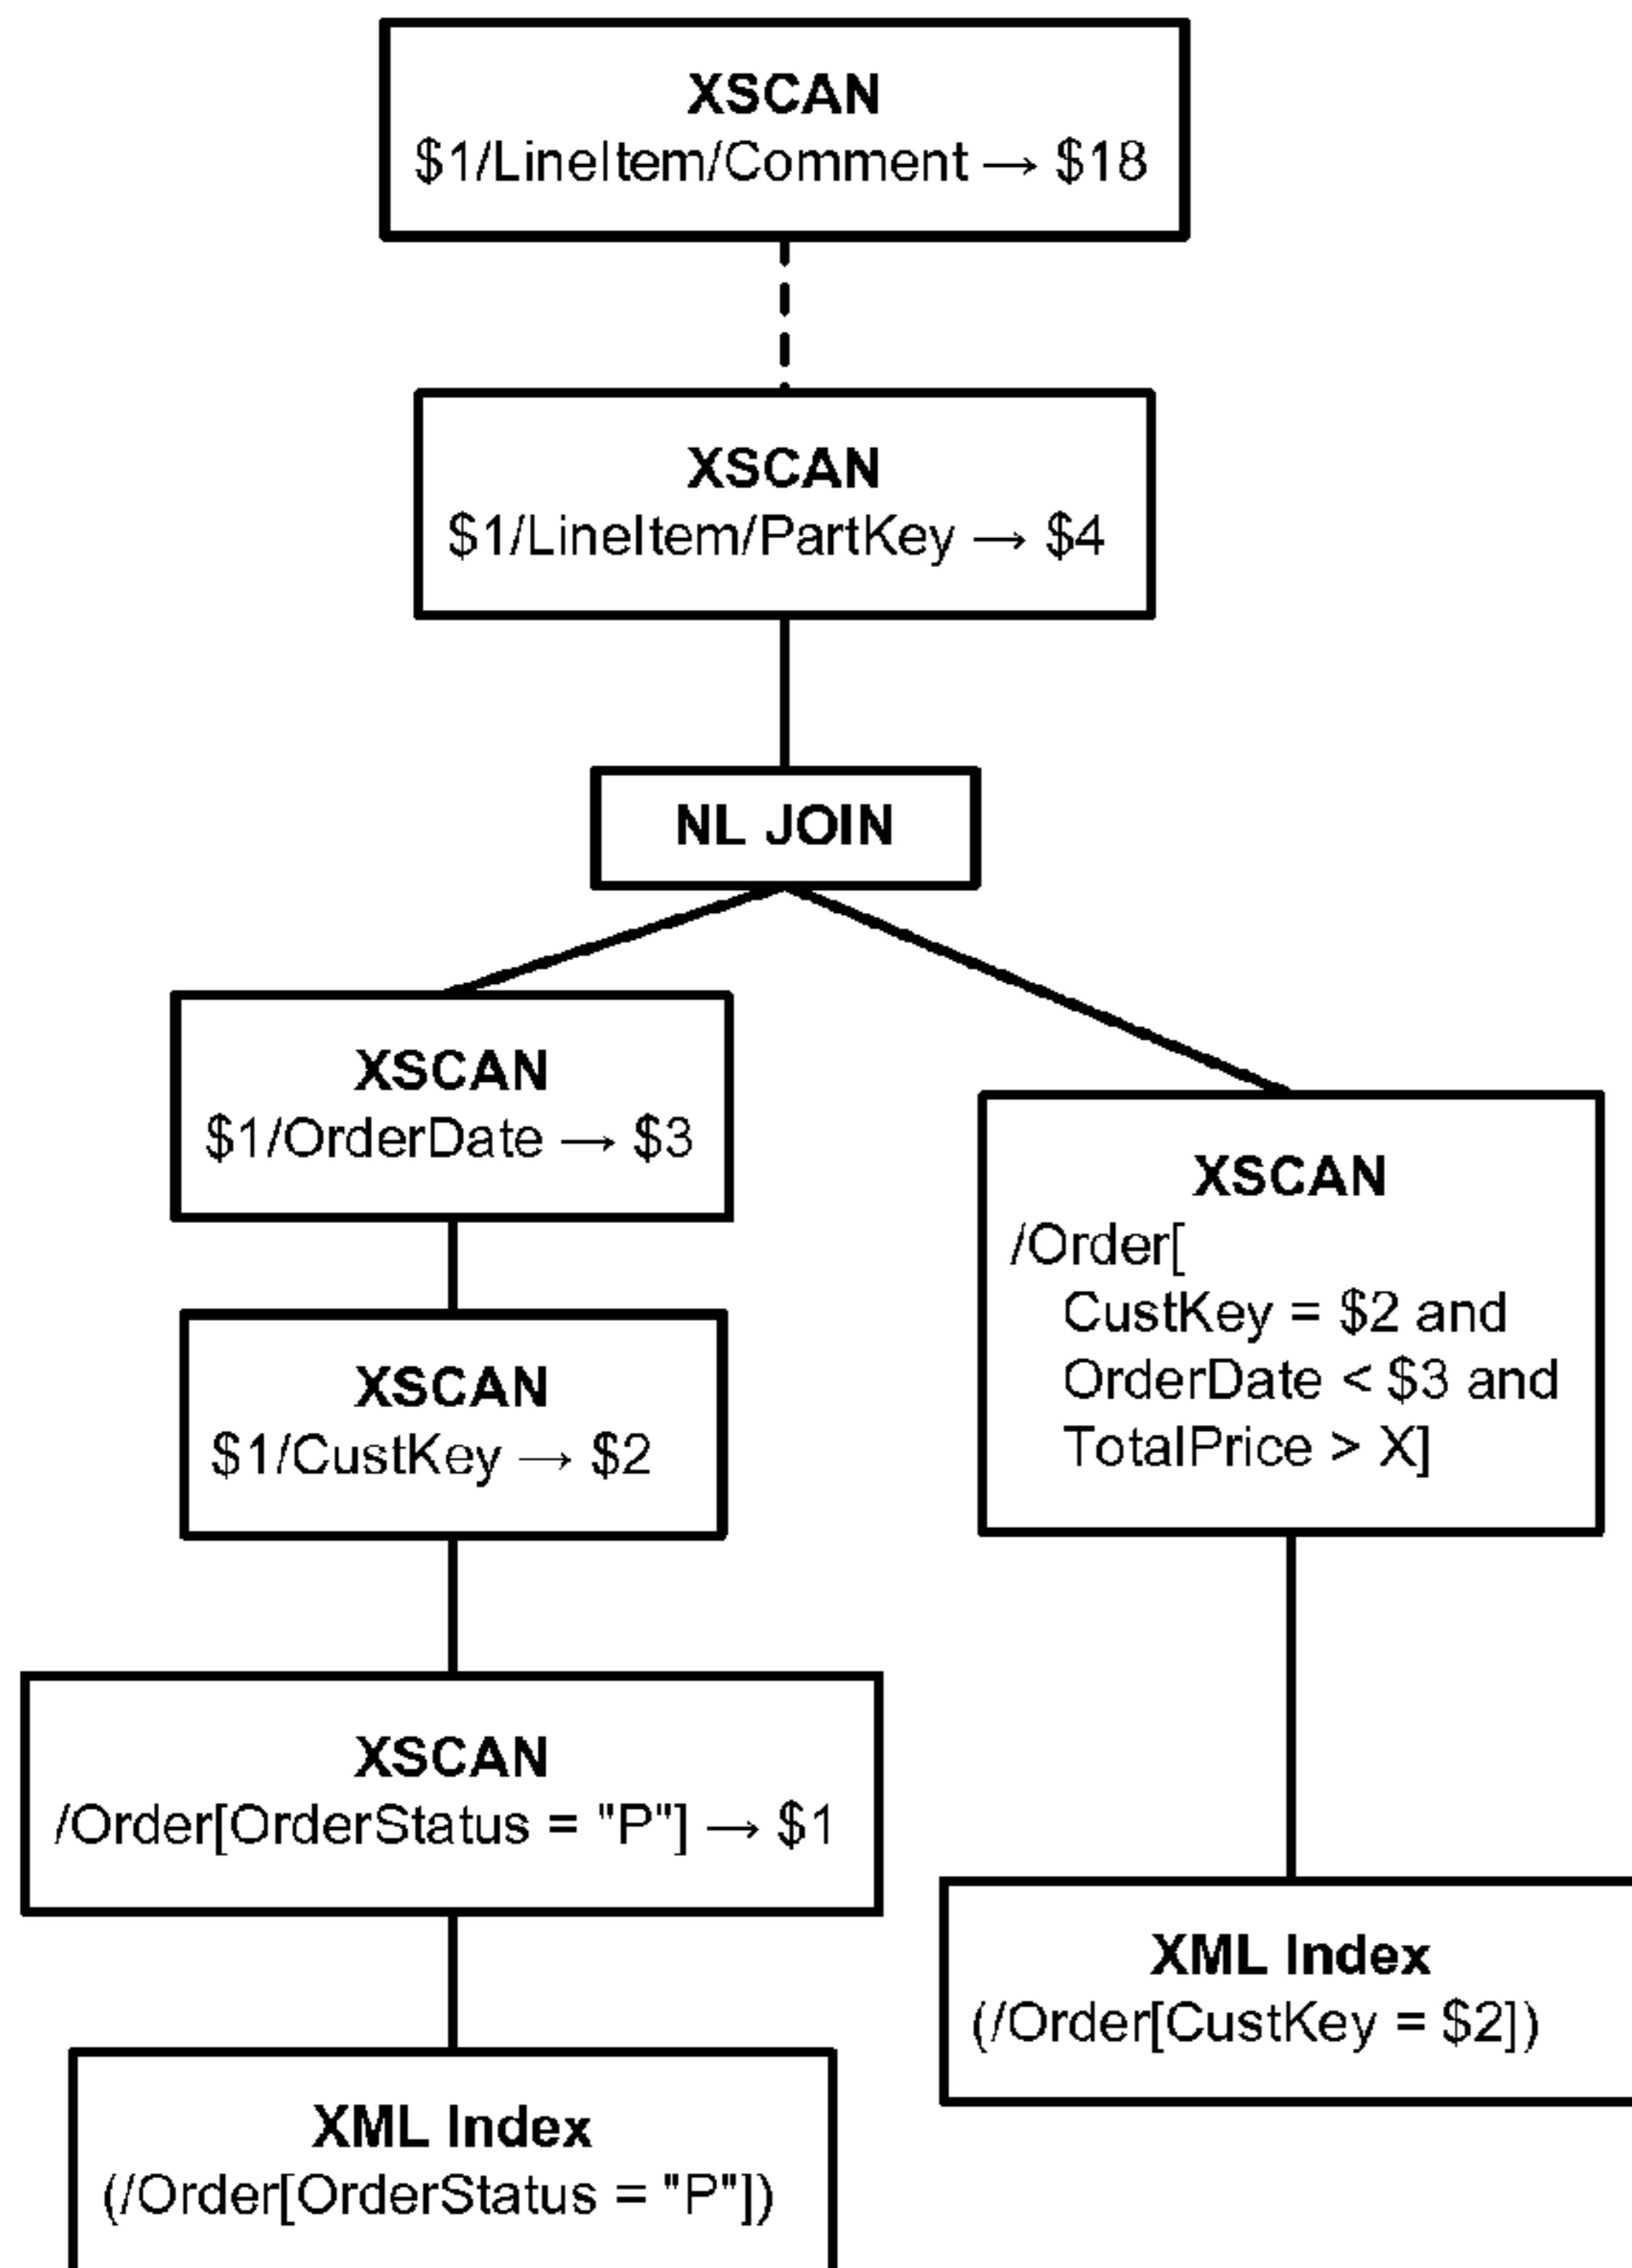 XSCAN
$1/LineItem/Comment → $18
XSCAN
$1/LineItem/PartKey → $4
NL JOIN
XSCAN
$1/OrderDate → $3
XSCAN
$1/CustKey → $2
XSCAN
/Order[OrderStatus = "P"] → $1
XML Index
(/Order[OrderStatus = "P"])
XSCAN
/Order[
CustKey = $2 and
OrderDate < $3 and
TotalPrice > X]
XML Index
(/Order[CustKey = $2])